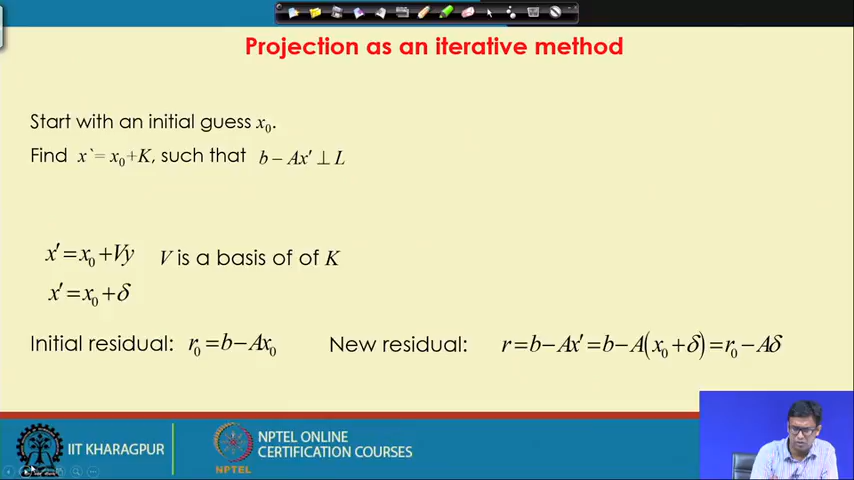 Projection as an iterative method
Start with an initial guess x₀.
Find x`= x₀+K, such that b − Ax′ ⊥ L
x′ = x₀ + Vy V is a basis of of K
x′ = x₀ + δ
Initial residual: r₀ = b − Ax₀ New residual: r = b − Ax′ = b − A(x₀ + δ) = r₀ − Aδ
IIT KHARAGPUR
NPTEL
NPTEL ONLINE
CERTIFICATION COURSES